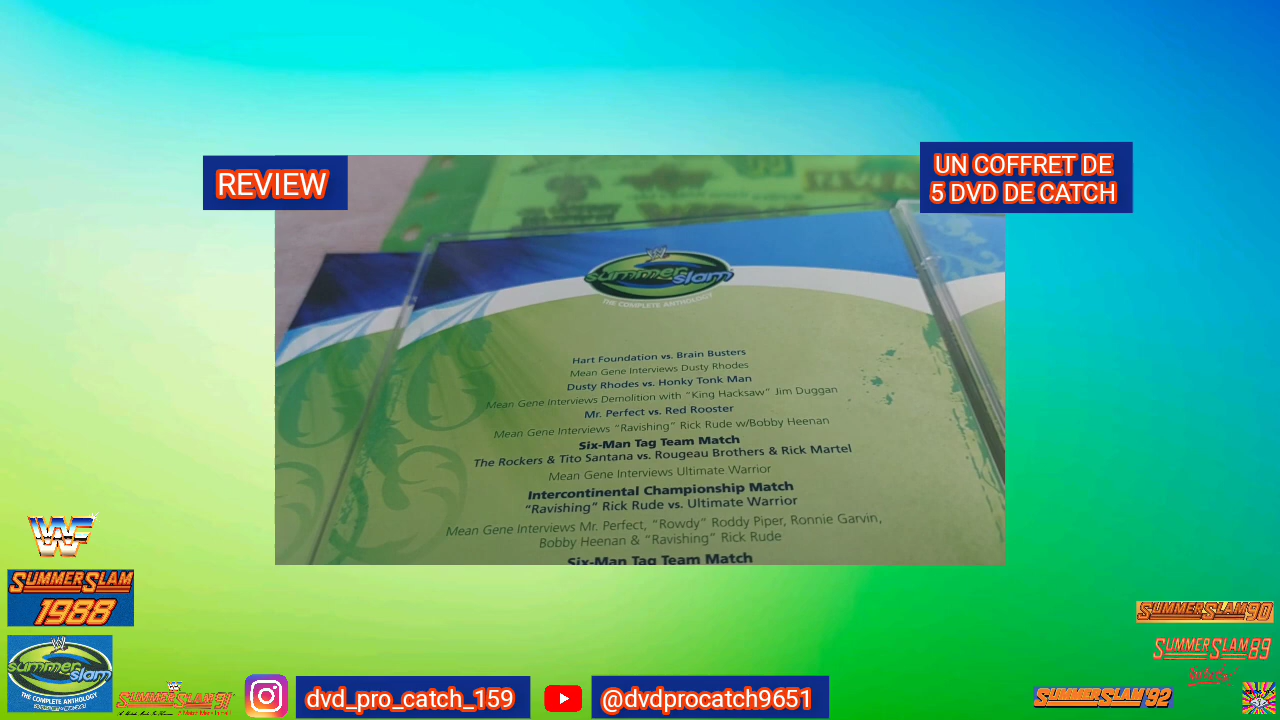 REVIEW
UN COFFRET DE
5 DVD DE CATCH
summerslam
THE COMPLETE ANTHOLOGY
Hart Foundation vs. Brain Busters
Mean Gene Interviews Dusty Rhodes
Dusty Rhodes vs. Honky Tonk Man
Mean Gene Interviews Demolition with "King Hacksaw" Jim Duggan
Mr. Perfect vs. Red Rooster
Mean Gene Interviews "Ravishing" Rick Rude w/Bobby Heenan
Six-Man Tag Team Match
The Rockers & Tito Santana vs. Rougeau Brothers & Rick Martel
Mean Gene Interviews Ultimate Warrior
Intercontinental Championship Match
"Ravishing" Rick Rude vs. Ultimate Warrior
Mean Gene Interviews Mr. Perfect, "Rowdy" Roddy Piper, Ronnie Garvin,
Bobby Heenan & "Ravishing" Rick Rude
Six-Man Tag Team Match
WF
SUMMERSLAM
1988
summerslam
THE COMPLETE ANTHOLOGY
SUMMERSLAM 91
dvd_pro_catch_159
@dvdprocatch9651
SUMMERSLAM 90
SUMMERSLAM 89
SUMMERSLAM '92